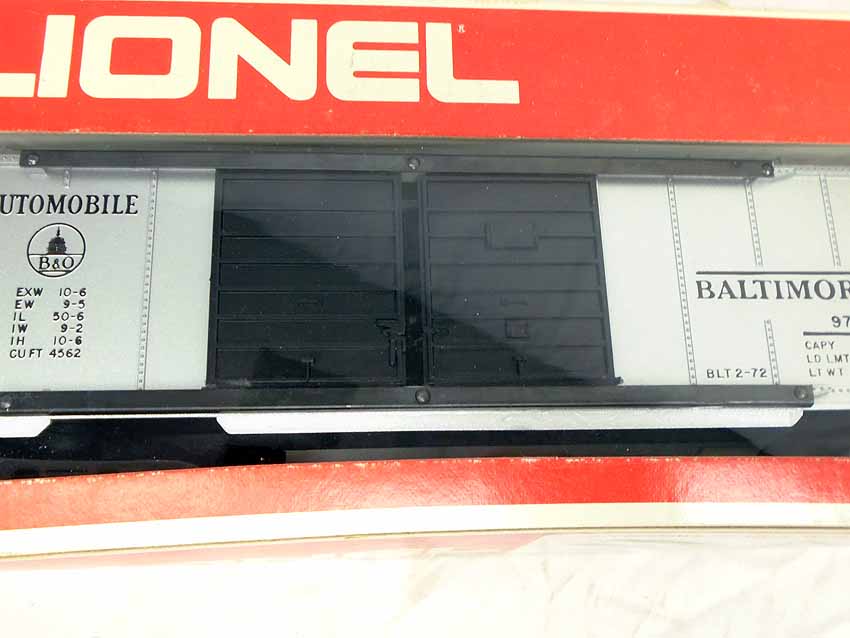 LIONEL
UTOMOBILE
B&O
EXW 10-6
EW 9-5
IL 50-6
IW 9-2
IH 10-6
CU FT 4562
BALTIMOR
97
CAPY
LD LMT
LT WT
BLT 2-72